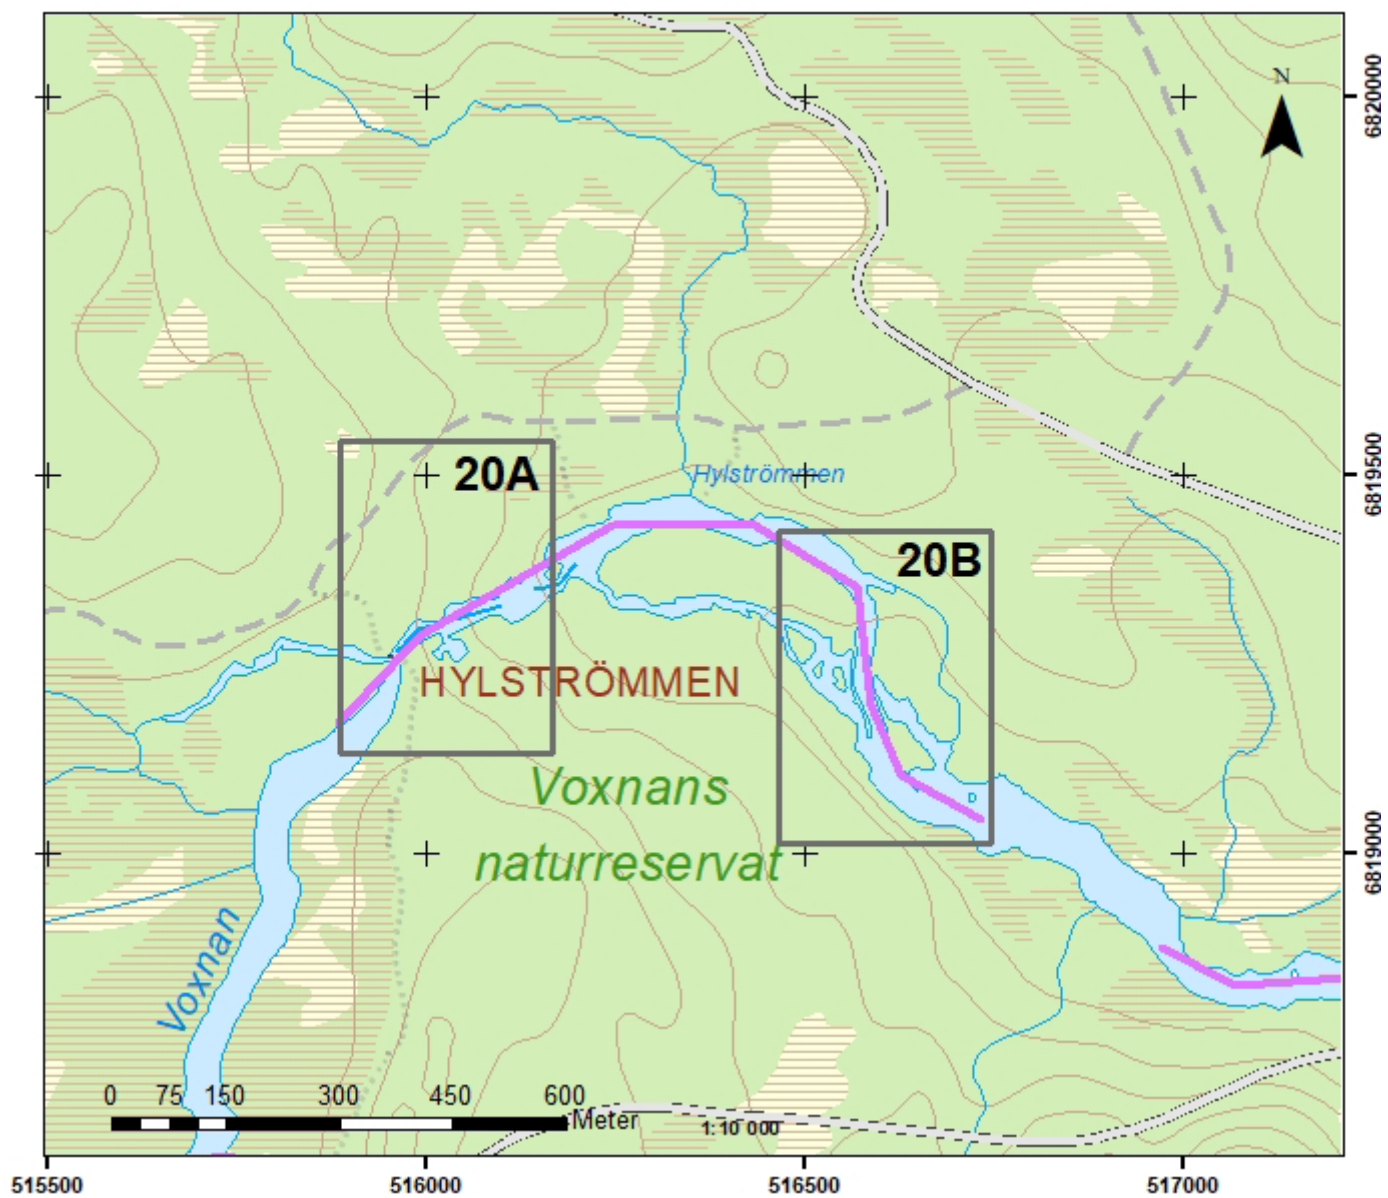 N
6820000
20A
Hylströmmen
6819500
20B
HYLSTRÖMMEN
Voxnans
naturreservat
6819000
Voxnan
0 75 150 300 450 600
Meter
1:10 000
515500 516000 516500 517000